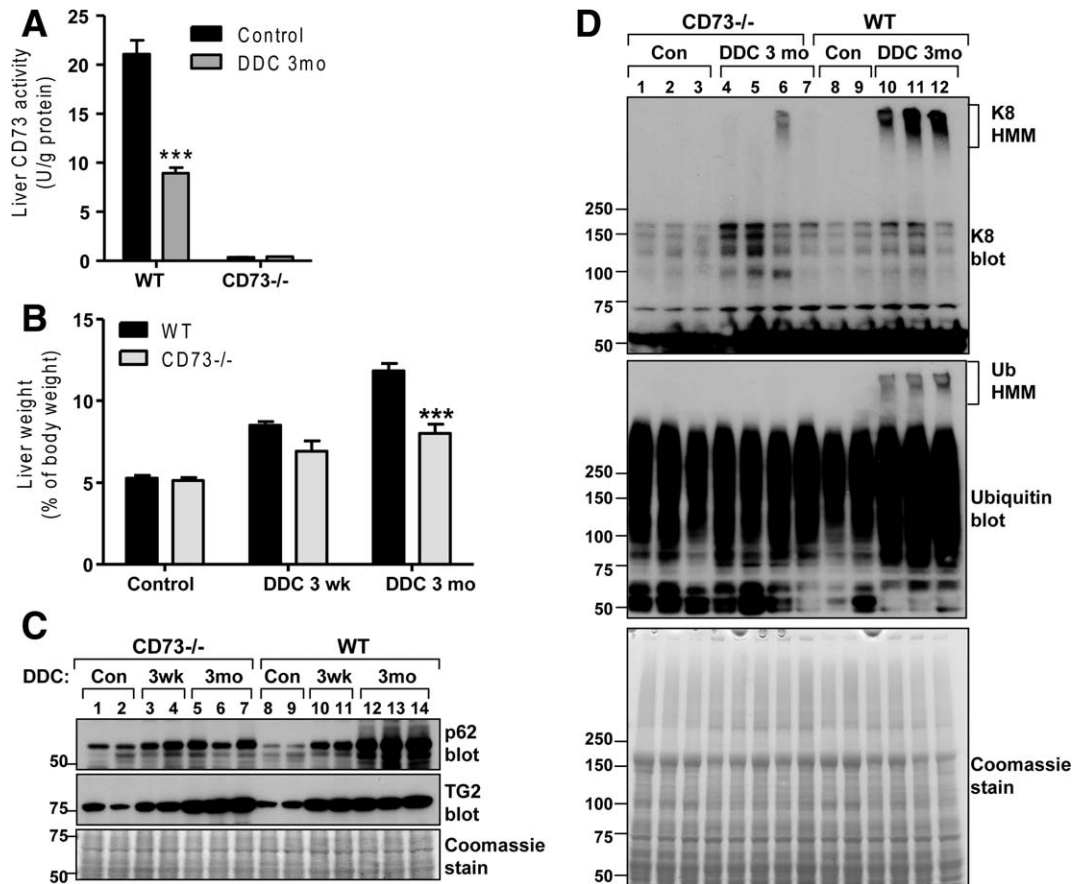 A
25
20
15
10
5
0
Liver CD73 activity
(U/g protein)
Control
DDC 3mo
***
WT
CD73-/-
B
15
10
5
0
Liver weight
(% of body weight)
WT
CD73-/-
***
Control
DDC 3 wk
DDC 3 mo
C
CD73-/-
WT
DDC:
Con
3wk
3mo
Con
3wk
3mo
1 2 3 4 5 6 7 8 9 10 11 12 13 14
50
p62
blot
75
TG2
blot
75
50
Coomassie
stain
D
CD73-/-
WT
Con
DDC 3 mo
Con
DDC 3mo
1 2 3 4 5 6 7 8 9 10 11 12
K8
HMM
250
150
100
75
50
K8
blot
Ub
HMM
250
150
100
75
50
Ubiquitin
blot
250
150
100
75
50
Coomassie
stain